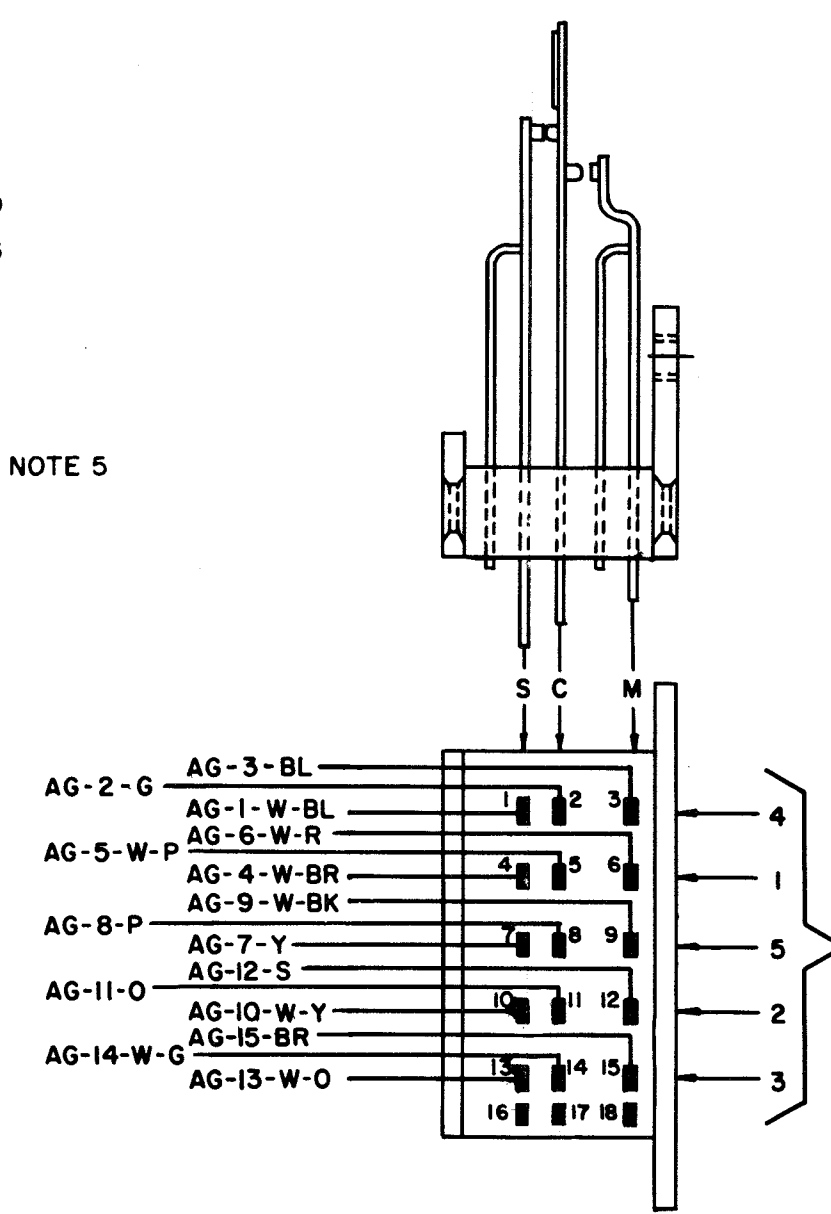 NOTE 5
S C M
AG-3-BL
AG-2-G
1 2 3
AG-1-W-BL
4
AG-6-W-R
AG-5-W-P
4 5 6
AG-4-W-BR
1
AG-9-W-BK
AG-8-P
7 8 9
AG-7-Y
5
AG-12-S
AG-11-O
10 11 12
AG-10-W-Y
2
AG-15-BR
AG-14-W-G
13 14 15
AG-13-W-O
3
16 17 18